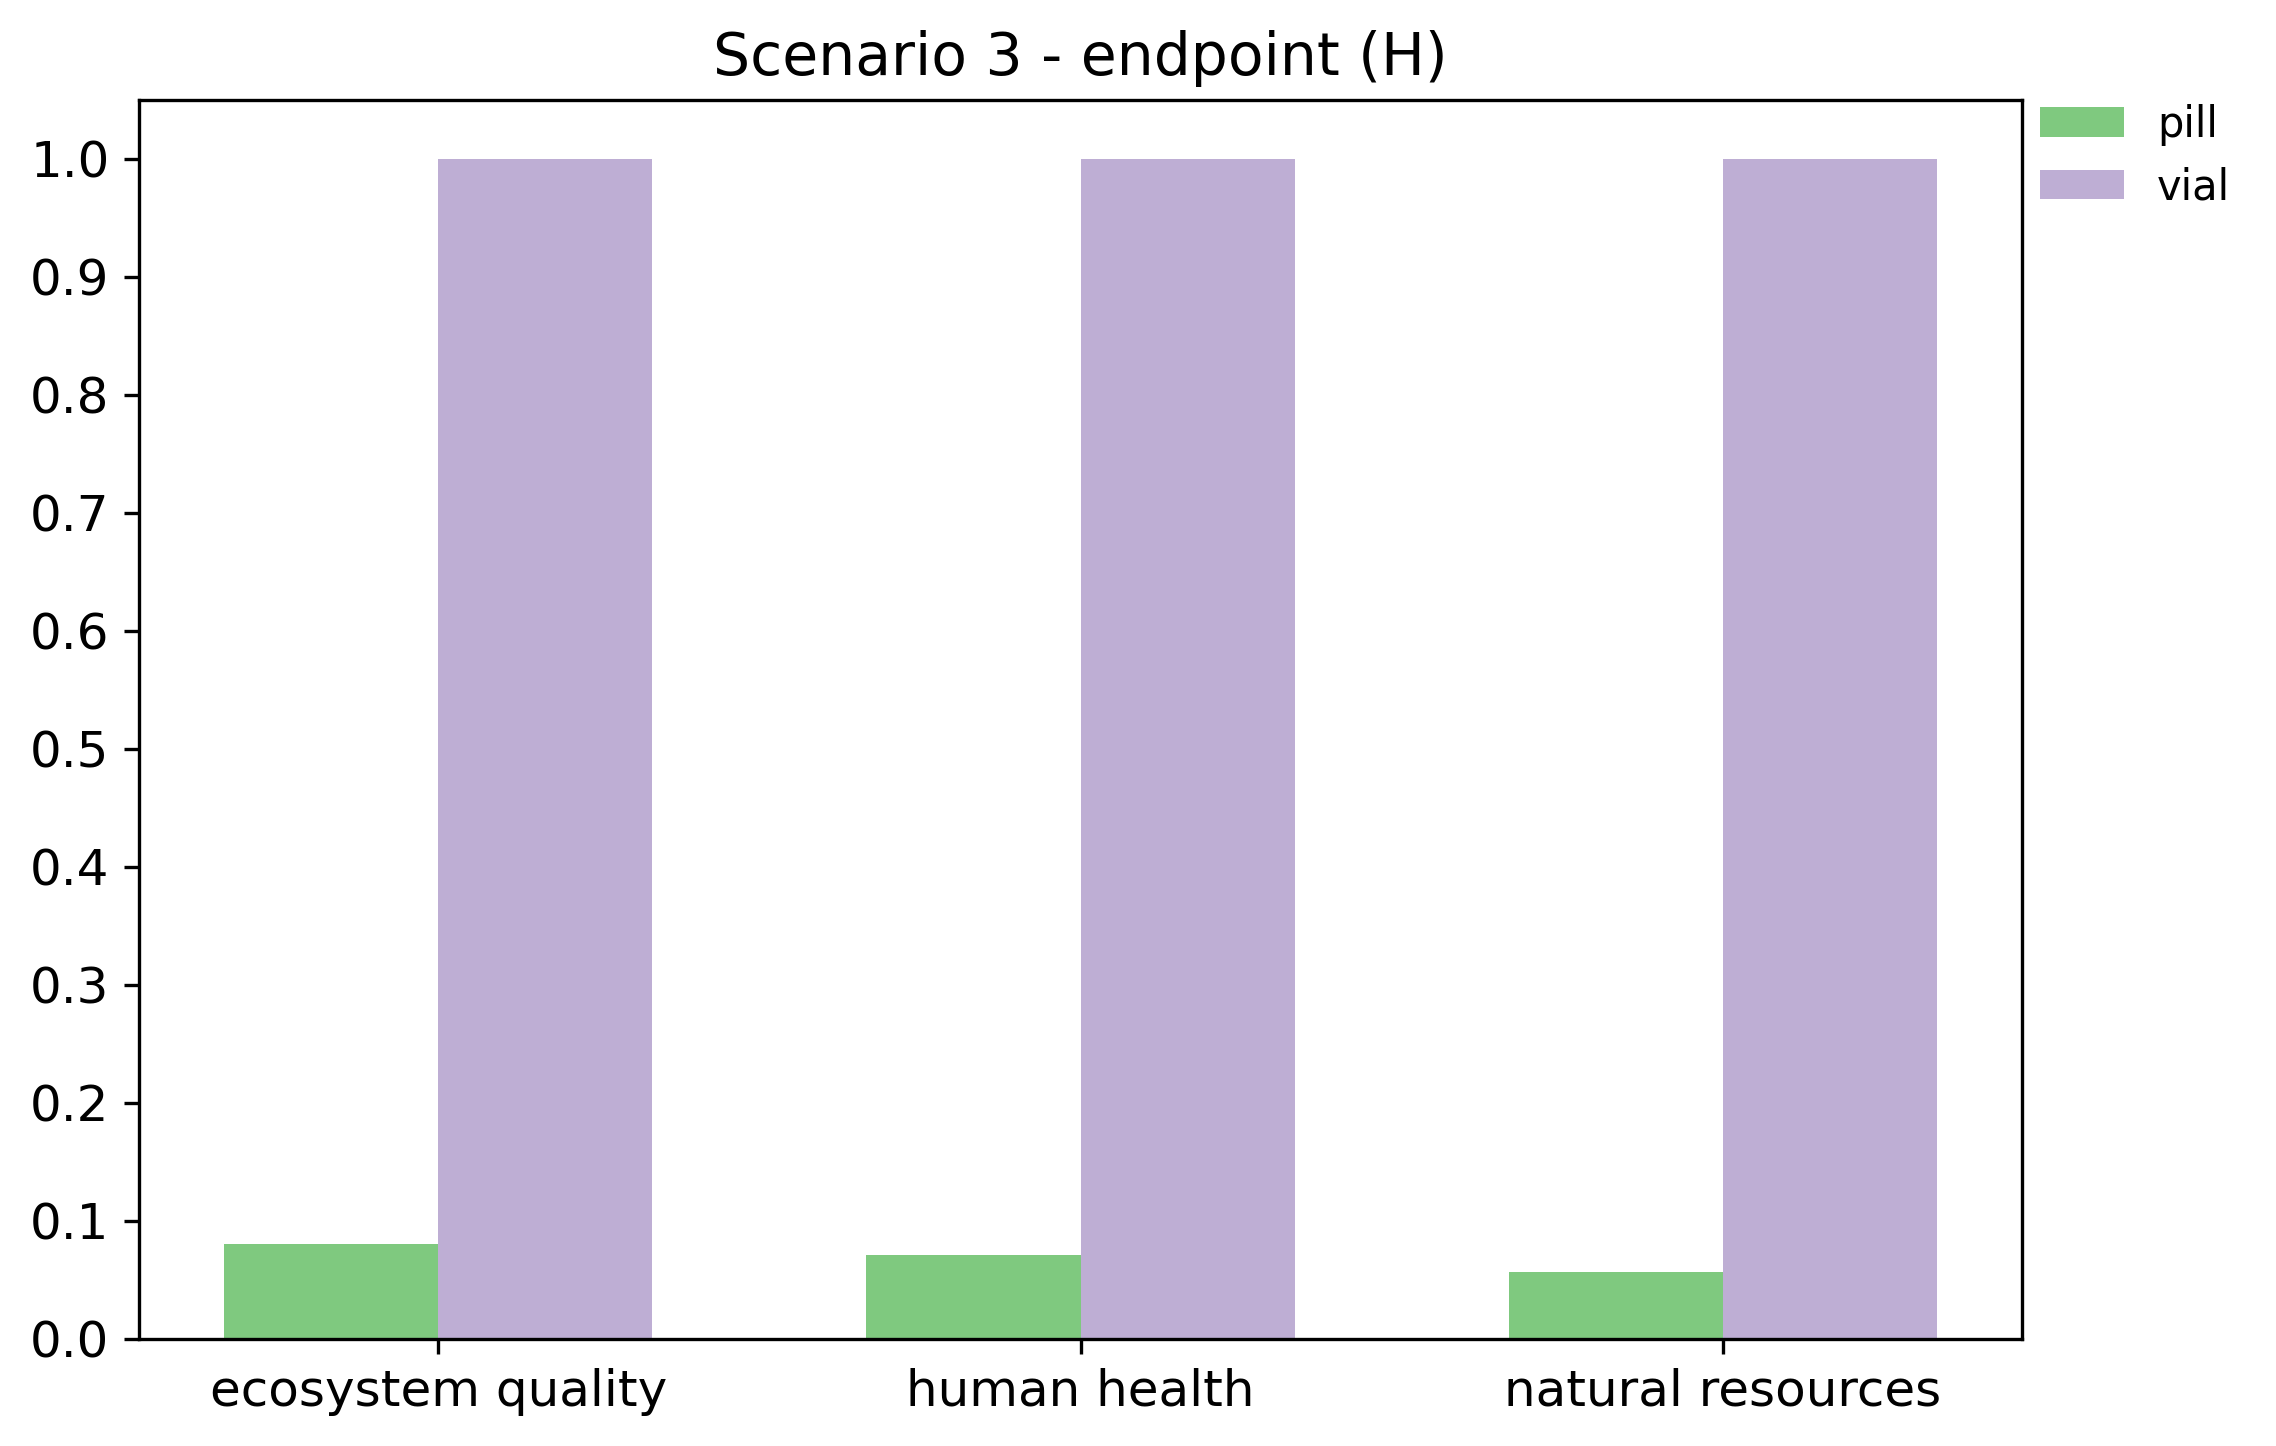 Scenario 3 - endpoint (H)
pill
vial
1.0
0.9
0.8
0.7
0.6
0.5
0.4
0.3
0.2
0.1
0.0
ecosystem quality
human health
natural resources